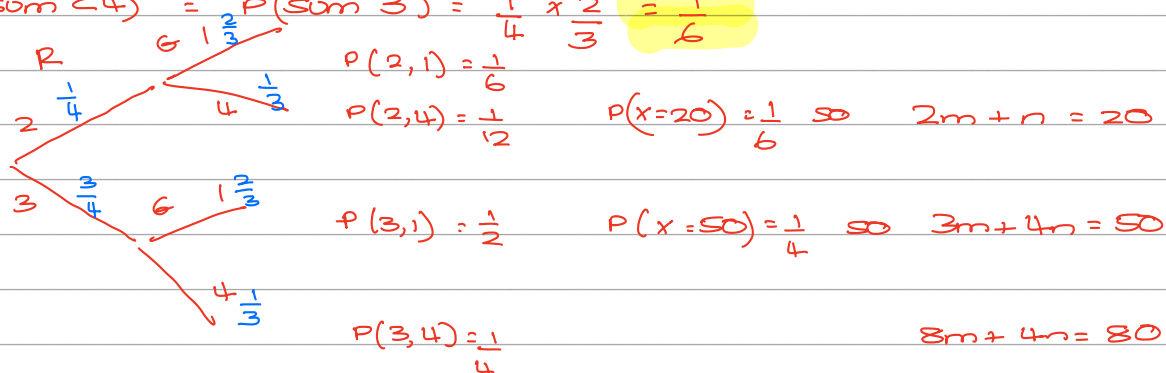 sum < 4) = P(sum 3) = 1/4 × 2/3 = 1/6
R 1/4 G 1 2/3
P(2,1) = 1/6
2 4 1/3 P(2,4) = 1/12 P(x=20) = 1/6 so 2m + n = 20
3 3/4 G 1 2/3 P(3,1) = 1/2 P(x=50) = 1/4 so 3m + 4n = 50
4 1/3
P(3,4) = 1/4 8m + 4n = 80